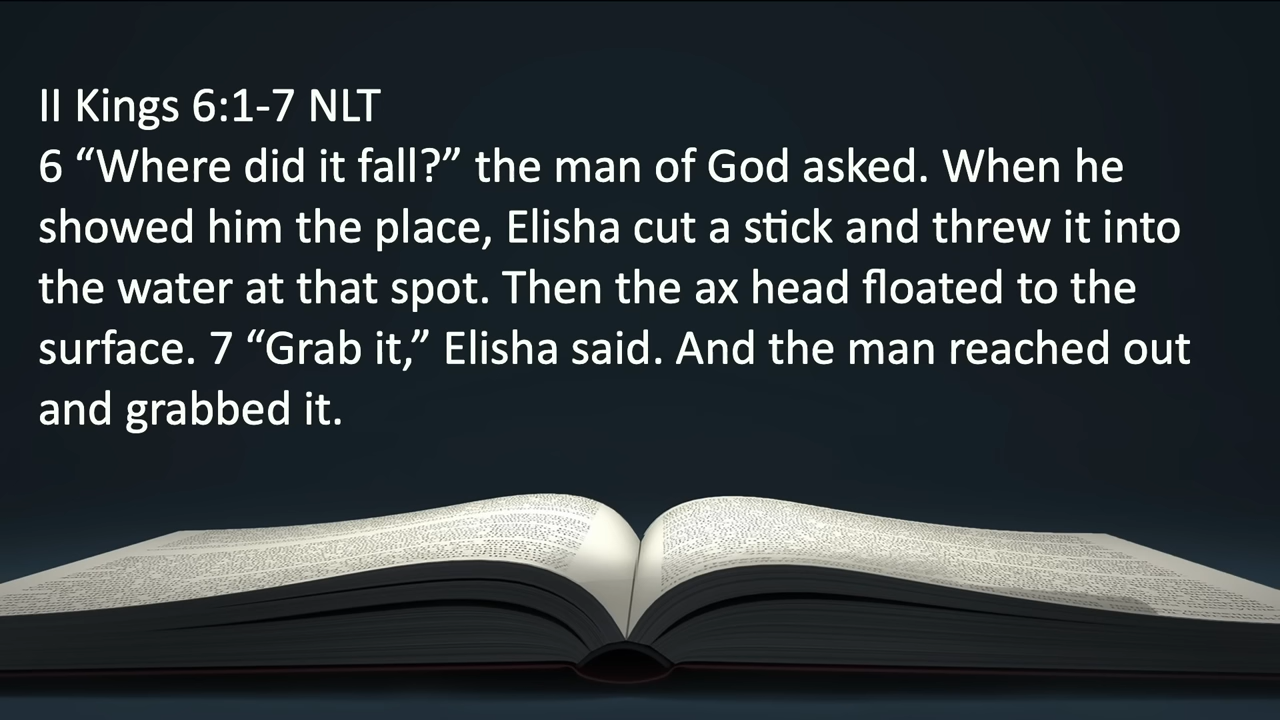 II Kings 6:1-7 NLT
6 “Where did it fall?” the man of God asked. When he
showed him the place, Elisha cut a stick and threw it into
the water at that spot. Then the ax head floated to the
surface. 7 “Grab it,” Elisha said. And the man reached out
and grabbed it.